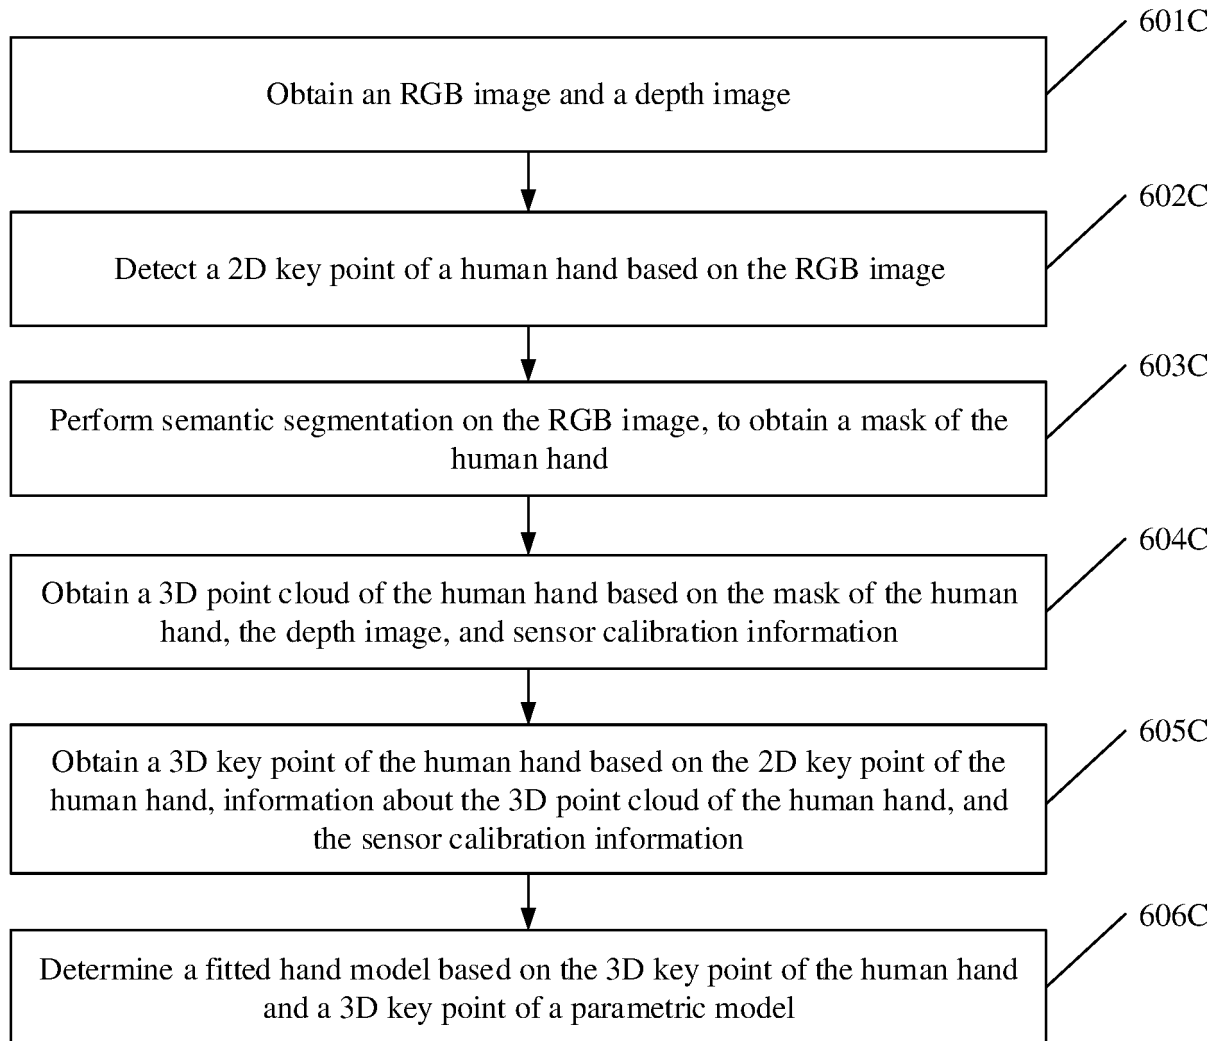 601C
Obtain an RGB image and a depth image
602C
Detect a 2D key point of a human hand based on the RGB image
603C
Perform semantic segmentation on the RGB image, to obtain a mask of the
human hand
604C
Obtain a 3D point cloud of the human hand based on the mask of the human
hand, the depth image, and sensor calibration information
605C
Obtain a 3D key point of the human hand based on the 2D key point of the
human hand, information about the 3D point cloud of the human hand, and
the sensor calibration information
606C
Determine a fitted hand model based on the 3D key point of the human hand
and a 3D key point of a parametric model